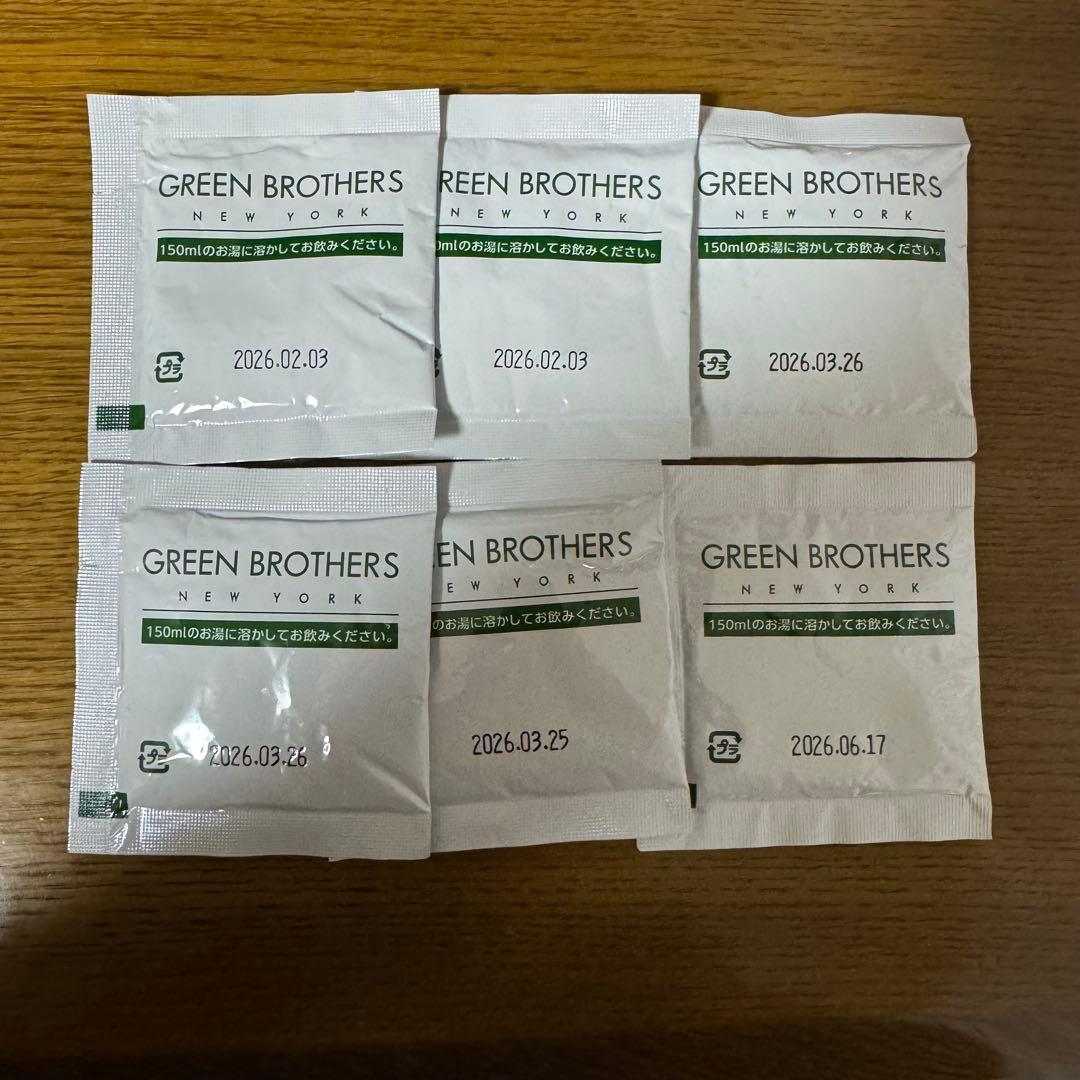 GREEN BROTHERS
NEW YORK
150mlのお湯に溶かしてお飲みください。
プラ
2026.02.03
REEN BROTHERS
NEW YORK
mlのお湯に溶かしてお飲みください。
2026.02.03
GREEN BROTHERS
NEW YORK
150mlのお湯に溶かしてお飲みください。
プラ
2026.03.26
GREEN BROTHERS
NEW YORK
150mlのお湯に溶かしてお飲みください。
プラ
2026.03.26
EEN BROTHERS
EW YORK
のお湯に溶かしてお飲みください。
2026.03.25
GREEN BROTHERS
NEW YORK
150mlのお湯に溶かしてお飲みください。
プラ
2026.06.17